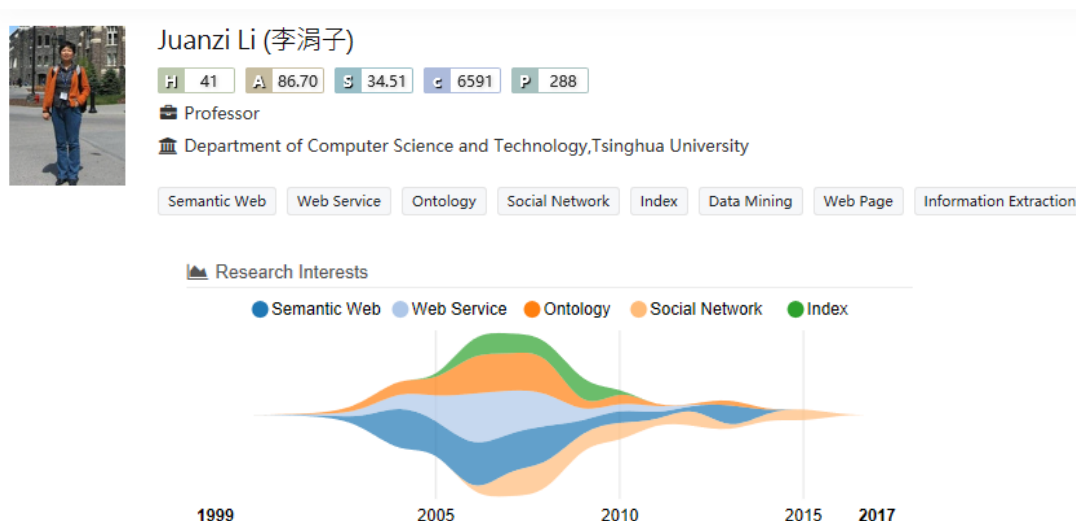 Juanzi Li (李涓子)
H 41 A 86.70 S 34.51 c 6591 P 288
Professor
Department of Computer Science and Technology,Tsinghua University
Semantic Web Web Service Ontology Social Network Index Data Mining Web Page Information Extraction
Research Interests
Semantic Web Web Service Ontology Social Network Index
1999 2005 2010 2015 2017